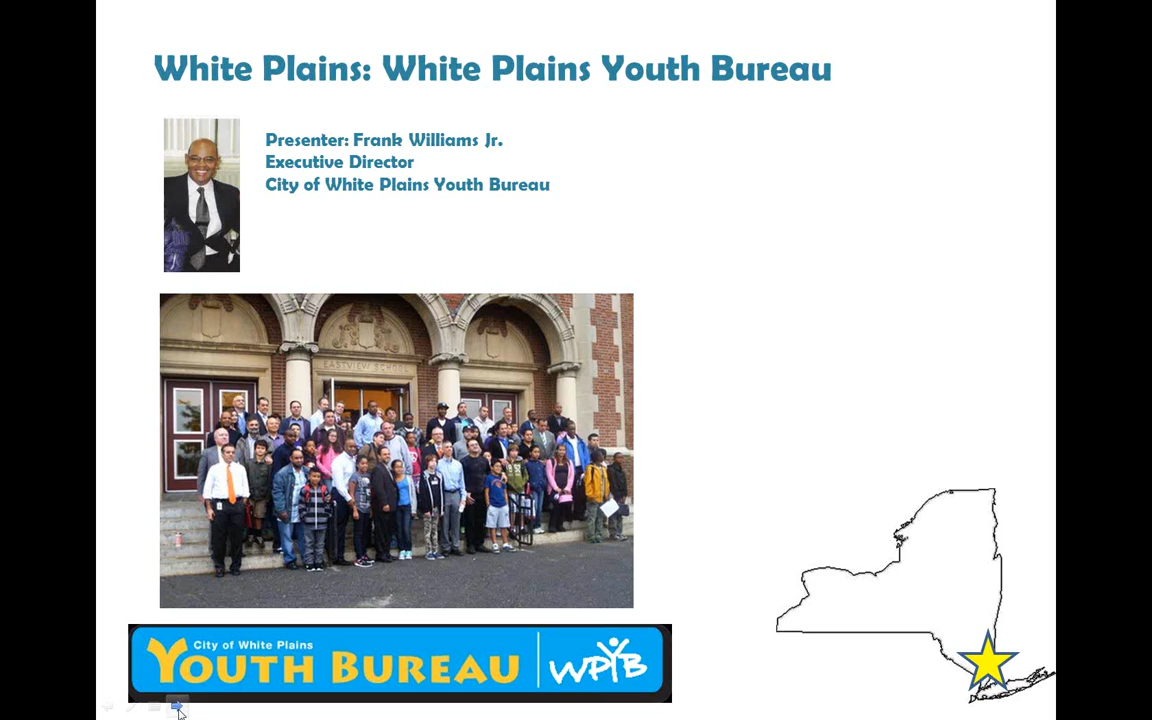 White Plains: White Plains Youth Bureau
Presenter: Frank Williams Jr.
Executive Director
City of White Plains Youth Bureau
EASTVIEW SCHOOL
City of White Plains
YOUTH BUREAU
WPYB